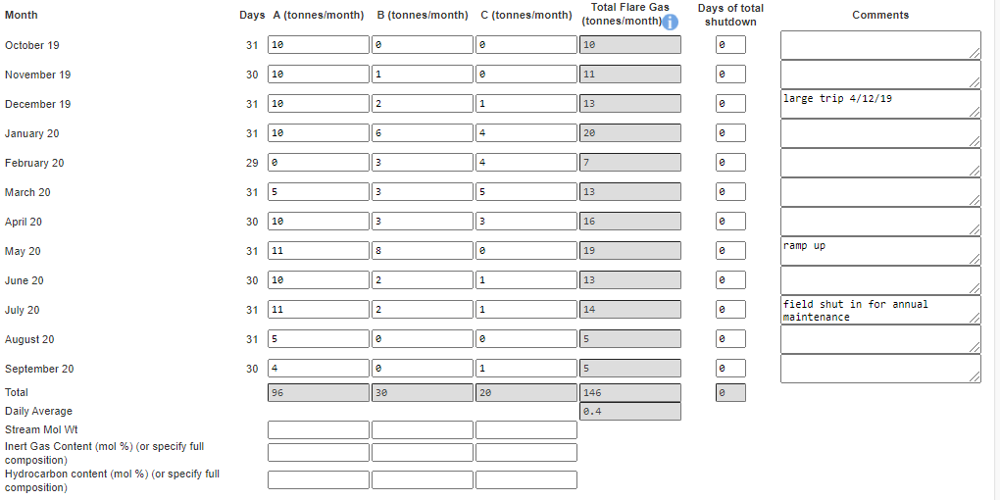 Month Days A (tonnes/month) B (tonnes/month) C (tonnes/month) Total Flare Gas (tonnes/month) i Days of total shutdown Comments
October 19 31 10 0 0 10 0
November 19 30 10 1 0 11 0
December 19 31 10 2 1 13 0 large trip 4/12/19
January 20 31 10 6 4 20 0
February 20 29 0 3 4 7 0
March 20 31 5 3 5 13 0
April 20 30 10 3 3 16 0
May 20 31 11 8 0 19 0 ramp up
June 20 30 10 2 1 13 0
July 20 31 11 2 1 14 0 field shut in for annual
maintenance
August 20 31 5 0 0 5 0
September 20 30 4 0 1 5 0
Total 96 30 20 146 0
Daily Average 0.4
Stream Mol Wt
Inert Gas Content (mol %) (or specify full
composition)
Hydrocarbon content (mol %) (or specify full
composition)